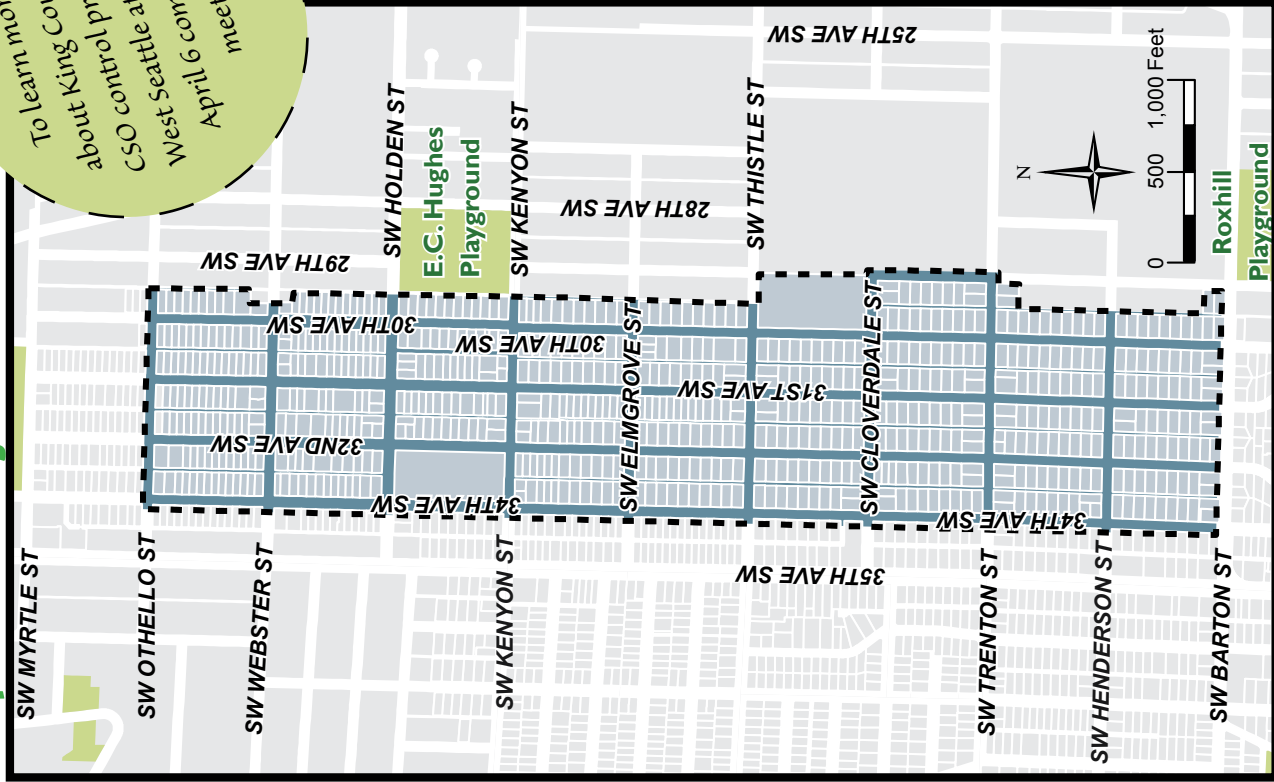 To learn mor
about King Cou
CSO control pr
West Seattle a
April 6 com
meet
SW MYRTLE ST
SW OTHELLO ST
SW WEBSTER ST
SW HOLDEN ST
SW KENYON ST
SW KENYON ST
SW ELMGROVE ST
SW THISTLE ST
SW CLOVERDALE ST
SW TRENTON ST
SW HENDERSON ST
SW BARTON ST
25TH AVE SW
28TH AVE SW
29TH AVE SW
30TH AVE SW
30TH AVE SW
31ST AVE SW
32ND AVE SW
34TH AVE SW
34TH AVE SW
35TH AVE SW
E.C. Hughes
Playground
Roxhill
Playground
N
0 500 1,000 Feet